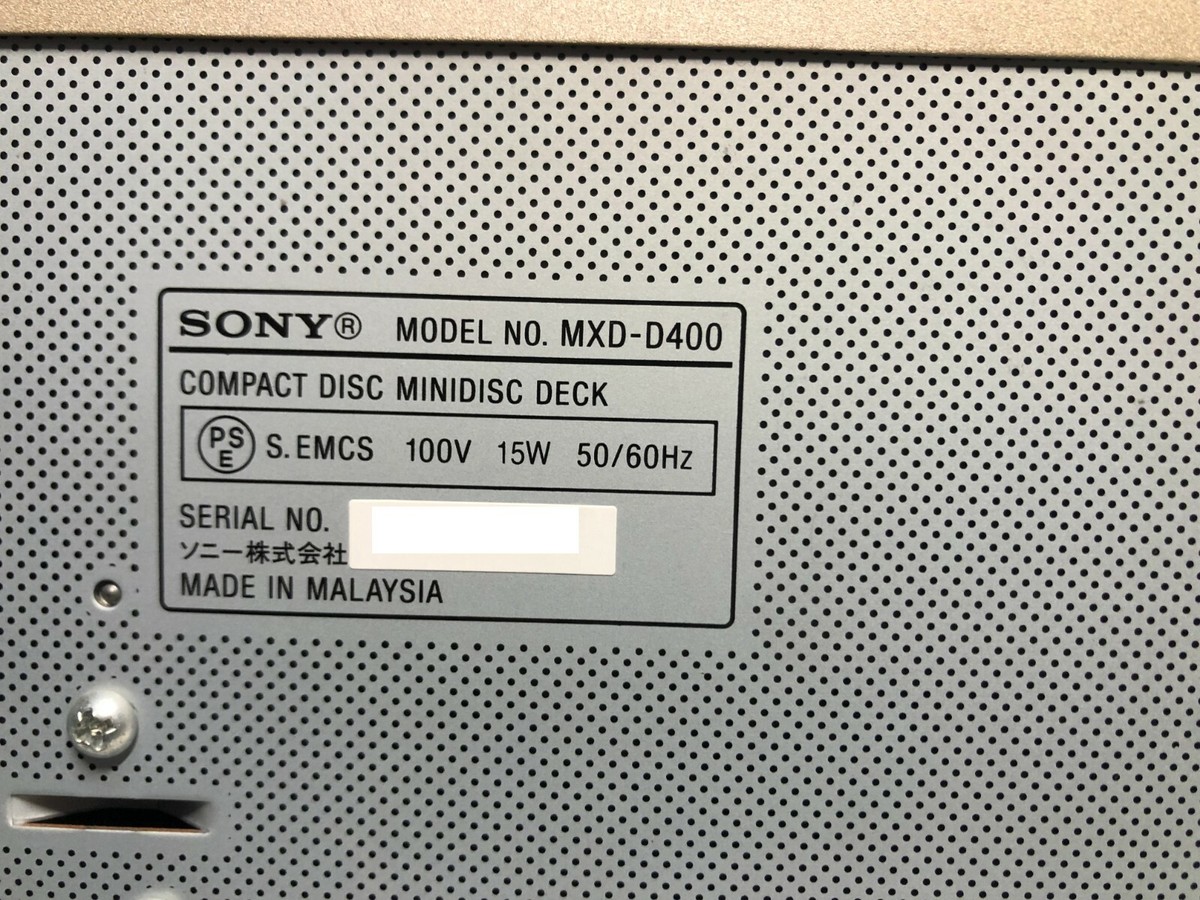 SONY® MODEL NO. MXD-D400
COMPACT DISC MINIDISC DECK
PSE S. EMCS 100V 15W 50/60Hz
SERIAL NO.
ソニー株式会社
MADE IN MALAYSIA